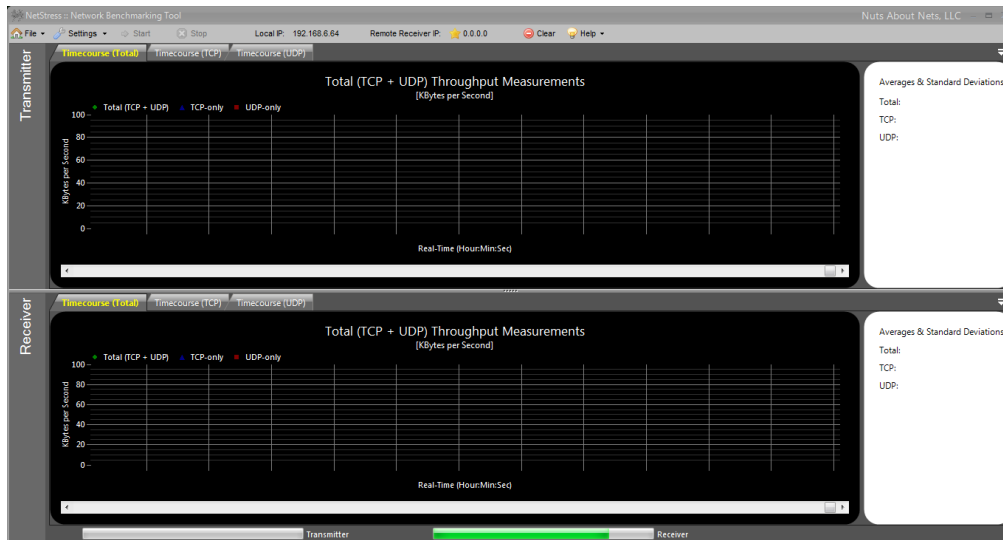 NetStress :: Network Benchmarking Tool
Nuts About Nets, LLC
File Settings Start Stop Local IP: 192.168.6.64 Remote Receiver IP: 0.0.0.0 Clear Help
Transmitter
Timecourse (Total) Timecourse (TCP) Timecourse (UDP)
Total (TCP + UDP) Throughput Measurements
[KBytes per Second]
Total (TCP + UDP) TCP-only UDP-only
KBytes per Second
100
80
60
40
20
0
Real-Time (Hour:Min:Sec)
Averages & Standard Deviations
Total:
TCP:
UDP:
Receiver
Timecourse (Total) Timecourse (TCP) Timecourse (UDP)
Total (TCP + UDP) Throughput Measurements
[KBytes per Second]
Total (TCP + UDP) TCP-only UDP-only
KBytes per Second
100
80
60
40
20
0
Real-Time (Hour:Min:Sec)
Averages & Standard Deviations
Total:
TCP:
UDP:
Transmitter Receiver